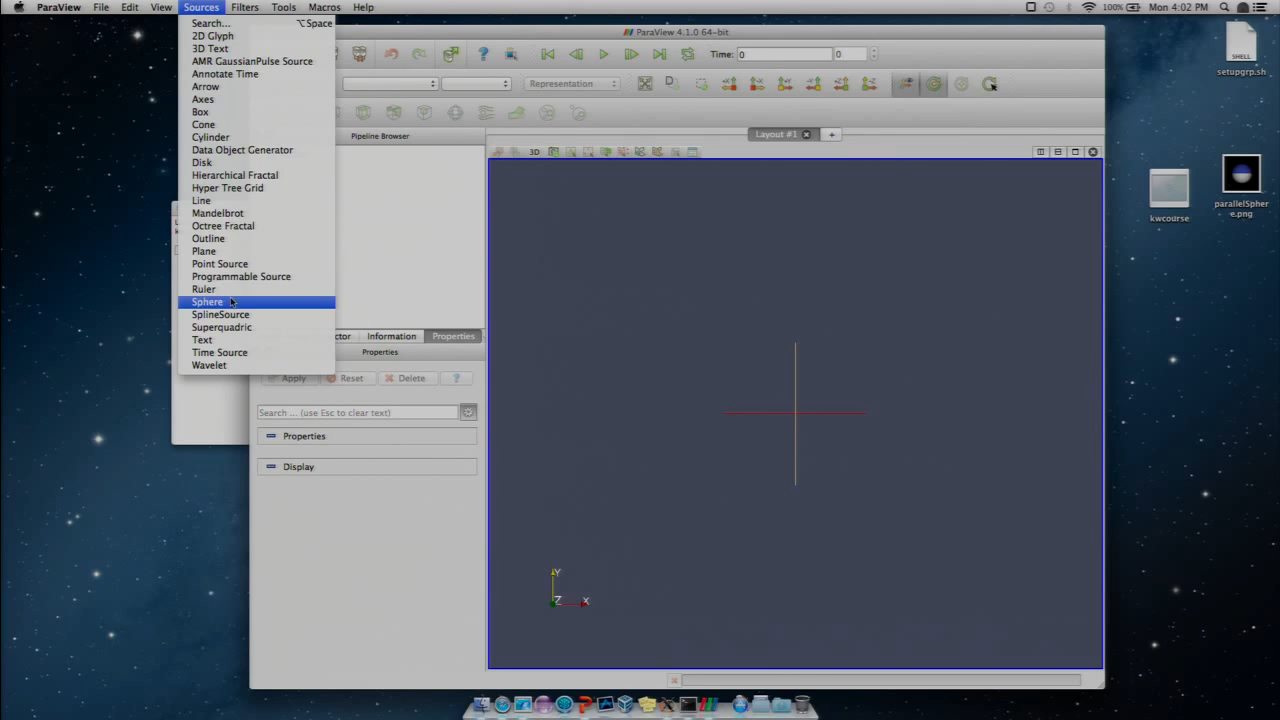 ParaView File Edit View Sources Filters Tools Macros Help 100% Mon 4:02 PM
Search... ⌥Space
2D Glyph
3D Text
AMR GaussianPulse Source
Annotate Time
Arrow
Axes
Box
Cone
Cylinder
Data Object Generator
Disk
Hierarchical Fractal
Hyper Tree Grid
Line
Mandelbrot
Octree Fractal
Outline
Plane
Point Source
Programmable Source
Ruler
Sphere
SplineSource
Superquadric
Text
Time Source
Wavelet
ParaView 4.1.0 64-bit
Time: 0 0
Representation
Pipeline Browser
Layout #1
3D
Information Properties
Properties
Apply Reset Delete ?
Search ... (use Esc to clear text)
Properties
Display
Y
Z X
SHELL
setupgrp.sh
kwcourse
parallelSpher
e.png